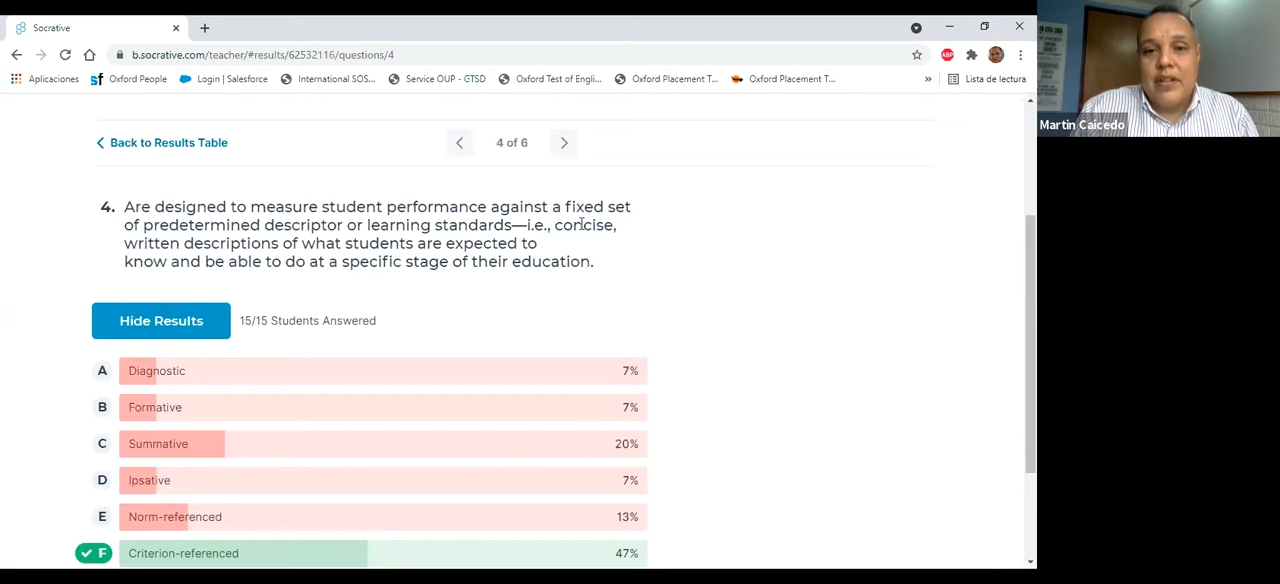 Socrative
b.socrative.com/teacher/#results/62532116/questions/4
ABP
Aplicaciones
sf Oxford People
Login | Salesforce
International SOS...
Service OUP - GTSD
Oxford Test of Engli...
Oxford Placement T...
Oxford Placement T...
»
Lista de lectura
Martin Caicedo
Back to Results Table
4 of 6
4. Are designed to measure student performance against a fixed set
of predetermined descriptor or learning standards—i.e., concise,
written descriptions of what students are expected to
know and be able to do at a specific stage of their education.
Hide Results
15/15 Students Answered
A Diagnostic 7%
B Formative 7%
C Summative 20%
D Ipsative 7%
E Norm-referenced 13%
F Criterion-referenced 47%